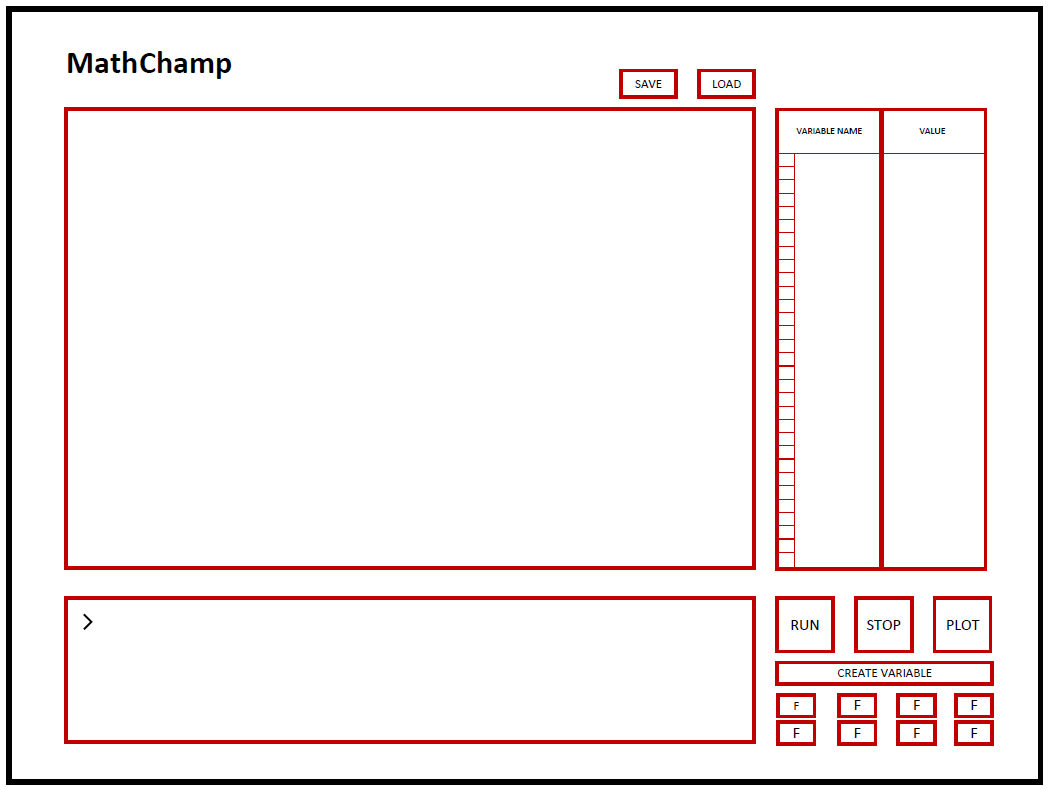 MathChamp
SAVE LOAD
VARIABLE NAME VALUE
>
RUN STOP PLOT
CREATE VARIABLE
F F F F
F F F F